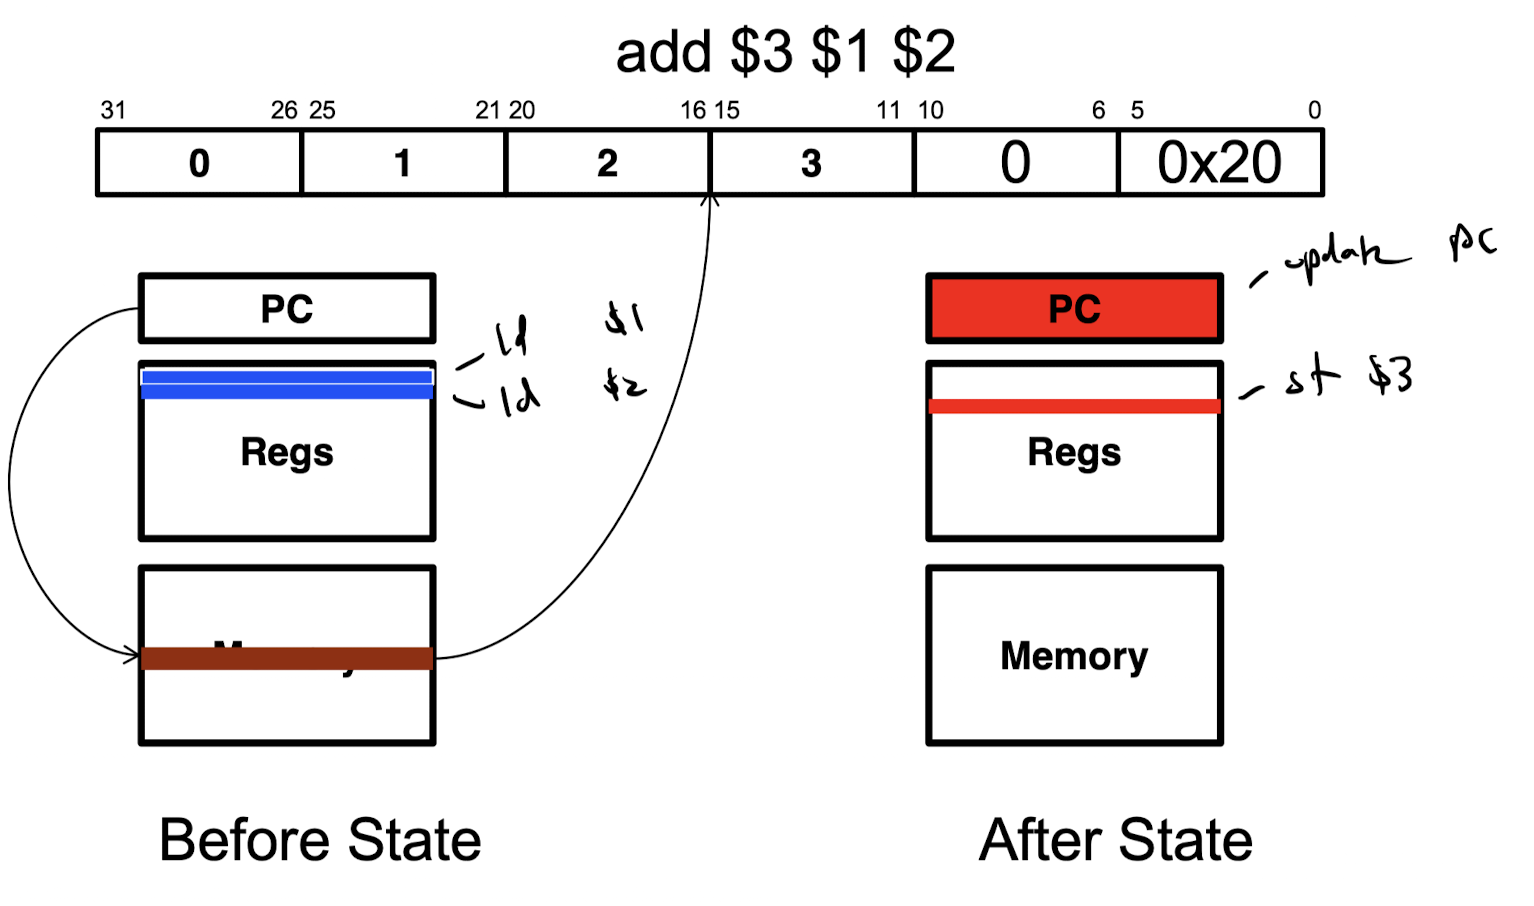 add $3 $1 $2
31 26 25 21 20 16 15 11 10 6 5 0
0 1 2 3 0 0x20
update PC
PC
ld $1
ld $2
Regs
PC
st $3
Regs
Memory
Before State
After State